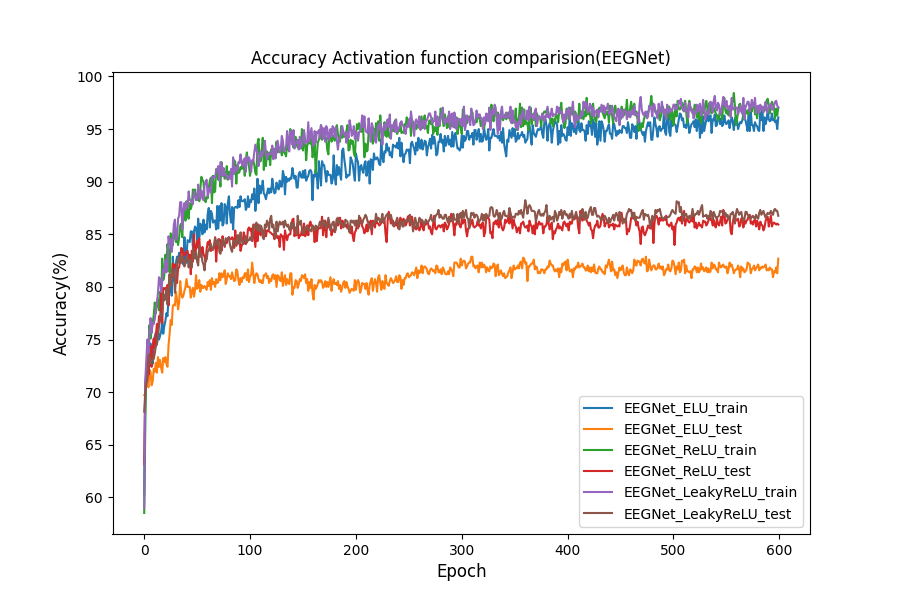 Accuracy Activation function comparision(EEGNet)
100
95
90
85
80
75
70
65
60
Accuracy(%)
EEGNet_ELU_train
EEGNet_ELU_test
EEGNet_ReLU_train
EEGNet_ReLU_test
EEGNet_LeakyReLU_train
EEGNet_LeakyReLU_test
0 100 200 300 400 500 600
Epoch